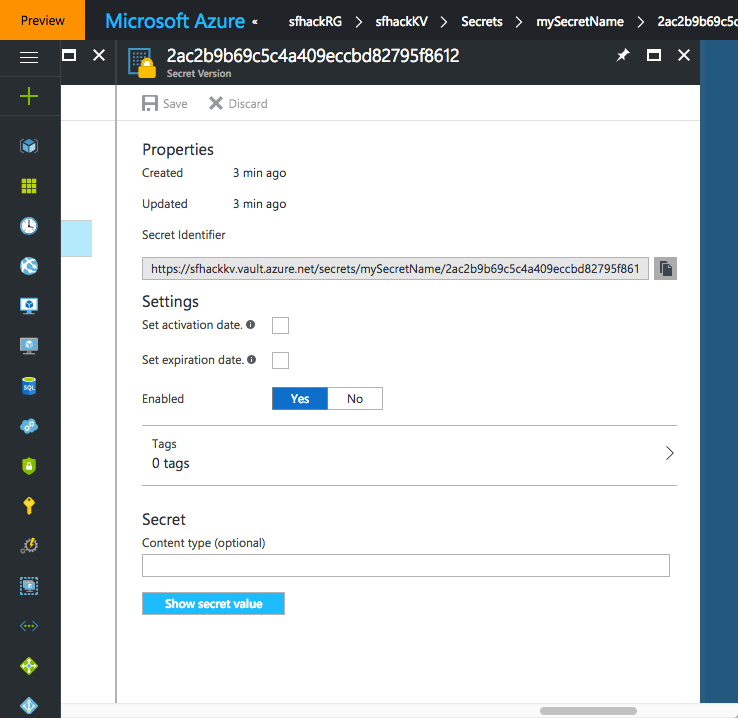 Preview
Microsoft Azure «
sfhackRG > sfhackKV > Secrets > mySecretName > 2ac2b9b69c5
2ac2b9b69c5c4a409eccbd82795f8612
Secret Version
Save Discard
Properties
Created 3 min ago
Updated 3 min ago
Secret Identifier
https://sfhackkv.vault.azure.net/secrets/mySecretName/2ac2b9b69c5c4a409eccbd82795f861
Settings
Set activation date.
Set expiration date.
Enabled Yes No
Tags
0 tags
Secret
Content type (optional)
Show secret value
SQL